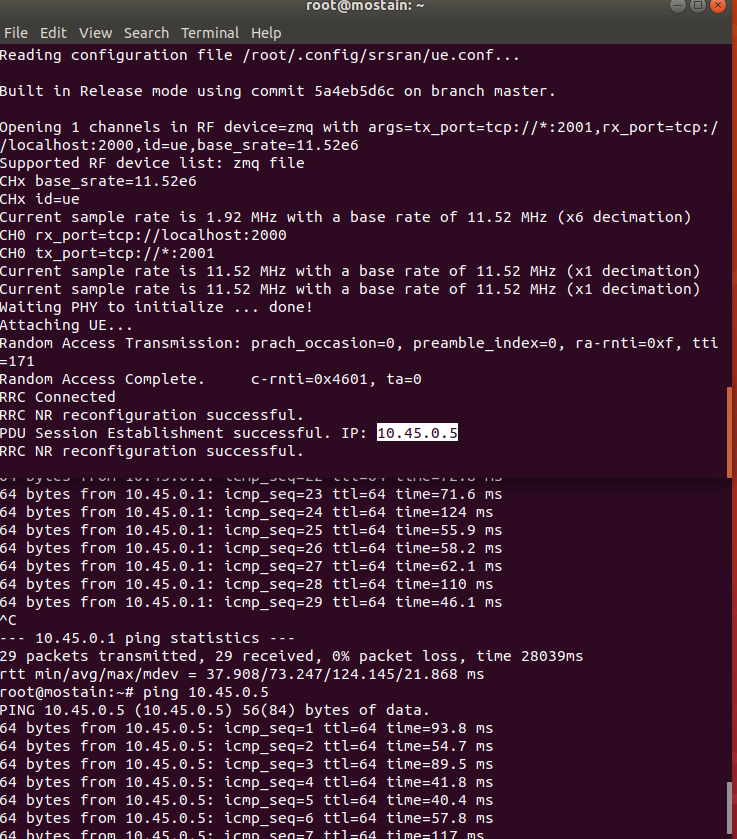 root@mostain: ~
File Edit View Search Terminal Help
Reading configuration file /root/.config/srsran/ue.conf...
Built in Release mode using commit 5a4eb5d6c on branch master.
Opening 1 channels in RF device=zmq with args=tx_port=tcp://*:2001,rx_port=tcp:/
/localhost:2000,id=ue,base_srate=11.52e6
Supported RF device list: zmq file
CHx base_srate=11.52e6
CHx id=ue
Current sample rate is 1.92 MHz with a base rate of 11.52 MHz (x6 decimation)
CH0 rx_port=tcp://localhost:2000
CH0 tx_port=tcp://*:2001
Current sample rate is 11.52 MHz with a base rate of 11.52 MHz (x1 decimation)
Current sample rate is 11.52 MHz with a base rate of 11.52 MHz (x1 decimation)
Waiting PHY to initialize ... done!
Attaching UE...
Random Access Transmission: prach_occasion=0, preamble_index=0, ra-rnti=0xf, tti
=171
Random Access Complete.     c-rnti=0x4601, ta=0
RRC Connected
RRC NR reconfiguration successful.
PDU Session Establishment successful. IP: 10.45.0.5
RRC NR reconfiguration successful.
64 bytes from 10.45.0.1: icmp_seq=22 ttl=64 time=72.8 ms
64 bytes from 10.45.0.1: icmp_seq=23 ttl=64 time=71.6 ms
64 bytes from 10.45.0.1: icmp_seq=24 ttl=64 time=124 ms
64 bytes from 10.45.0.1: icmp_seq=25 ttl=64 time=55.9 ms
64 bytes from 10.45.0.1: icmp_seq=26 ttl=64 time=58.2 ms
64 bytes from 10.45.0.1: icmp_seq=27 ttl=64 time=62.1 ms
64 bytes from 10.45.0.1: icmp_seq=28 ttl=64 time=110 ms
64 bytes from 10.45.0.1: icmp_seq=29 ttl=64 time=46.1 ms
^C
--- 10.45.0.1 ping statistics ---
29 packets transmitted, 29 received, 0% packet loss, time 28039ms
rtt min/avg/max/mdev = 37.908/73.247/124.145/21.868 ms
root@mostain:~# ping 10.45.0.5
PING 10.45.0.5 (10.45.0.5) 56(84) bytes of data.
64 bytes from 10.45.0.5: icmp_seq=1 ttl=64 time=93.8 ms
64 bytes from 10.45.0.5: icmp_seq=2 ttl=64 time=54.7 ms
64 bytes from 10.45.0.5: icmp_seq=3 ttl=64 time=89.5 ms
64 bytes from 10.45.0.5: icmp_seq=4 ttl=64 time=41.8 ms
64 bytes from 10.45.0.5: icmp_seq=5 ttl=64 time=40.4 ms
64 bytes from 10.45.0.5: icmp_seq=6 ttl=64 time=57.8 ms
64 bytes from 10.45.0.5: icmp_seq=7 ttl=64 time=117 ms